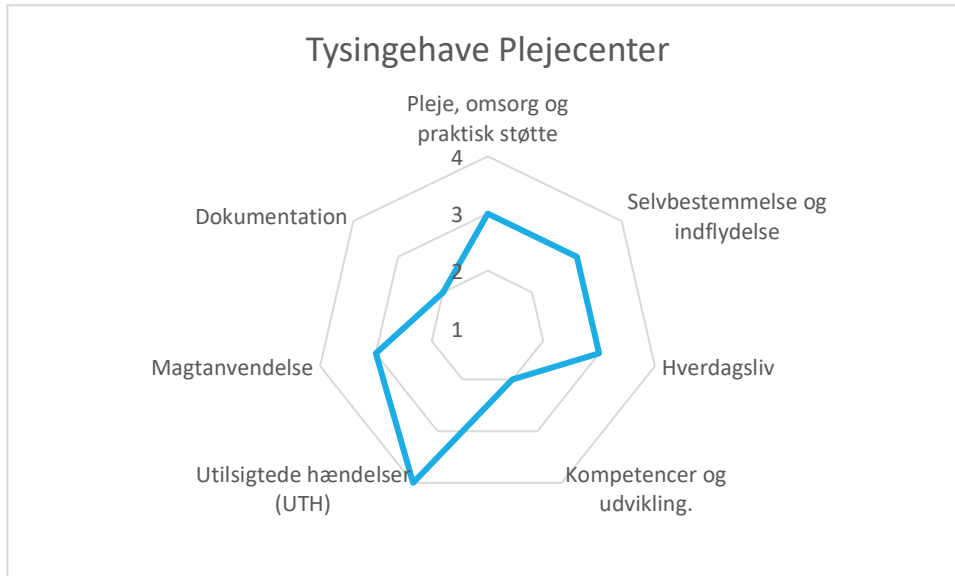 Tysingehave Plejecenter
Pleje, omsorg og
praktisk støtte
4
3
2
1
Selvbestemmelse og
indflydelse
Hverdagsliv
Kompetencer og
udvikling.
Utilsigtede hændelser
(UTH)
Magtanvendelse
Dokumentation